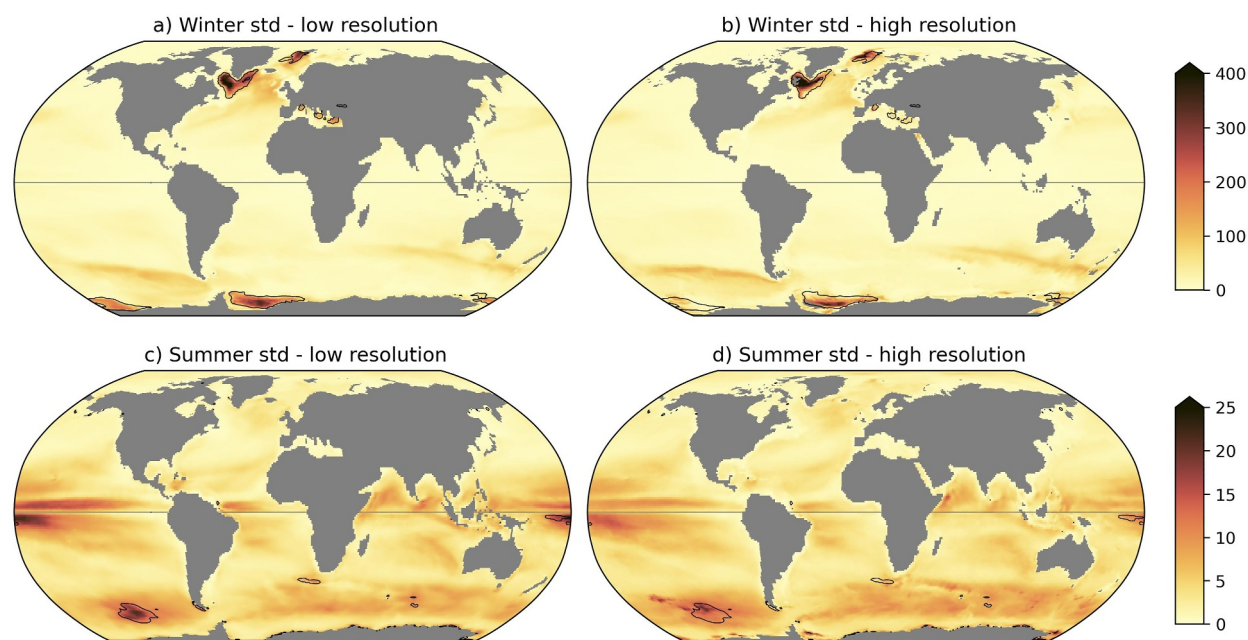 a) Winter std - low resolution
b) Winter std - high resolution
400
300
200
100
0
c) Summer std - low resolution
d) Summer std - high resolution
25
20
15
10
5
0